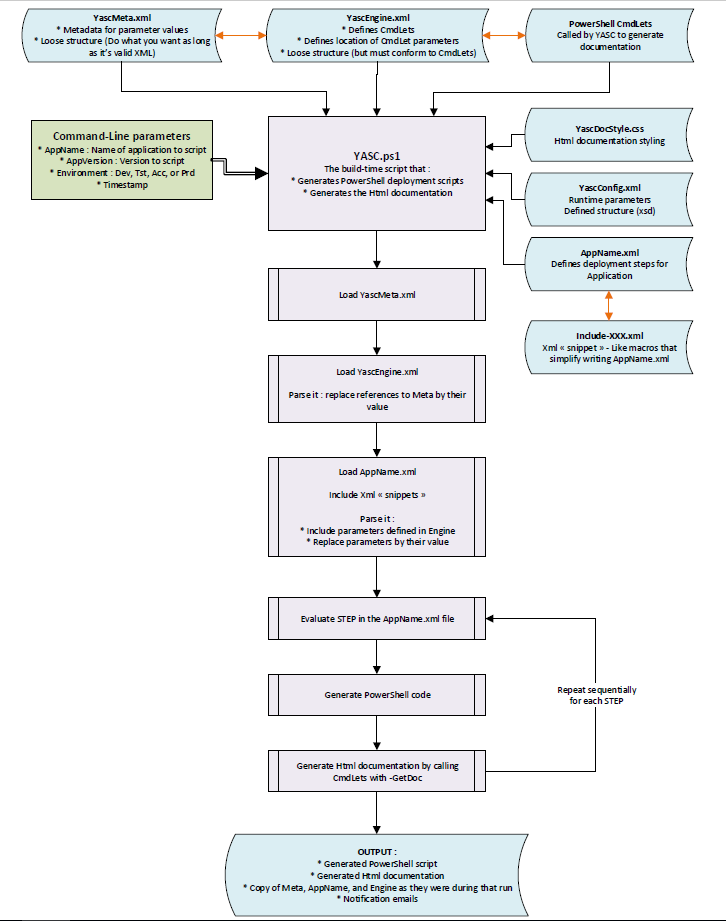 YascMeta.xml
* Metadata for parameter values
* Loose structure (Do what you want as long
as it's valid XML)
YascEngine.xml
* Defines CmdLets
* Defines location of CmdLet parameters
* Loose structure (but must conform to CmdLets)
PowerShell CmdLets
Called by YASC to generate
documentation
Command-Line parameters
* AppName : Name of application to script
* AppVersion : Version to script
* Environment : Dev, Tst, Acc, or Prd
* Timestamp
YASC.ps1
The build-time script that :
* Generates PowerShell deployment scripts
* Generates the Html documentation
YascDocStyle.css
Html documentation styling
YascConfig.xml
Runtime parameters
Defined structure (xsd)
AppName.xml
Defines deployment steps for
Application
Include-XXX.xml
Xml « snippet » - Like macros that
simplify writing AppName.xml
Load YascMeta.xml
Load YascEngine.xml
Parse it : replace references to Meta by their
value
Load AppName.xml
Include Xml « snippets »
Parse it :
* Include parameters defined in Engine
* Replace parameters by their value
Evaluate STEP in the AppName.xml file
Generate PowerShell code
Repeat sequentially
for each STEP
Generate Html documentation by calling
CmdLets with -GetDoc
OUTPUT :
* Generated PowerShell script
* Generated Html documentation
* Copy of Meta, AppName, and Engine as they were during that run
* Notification emails